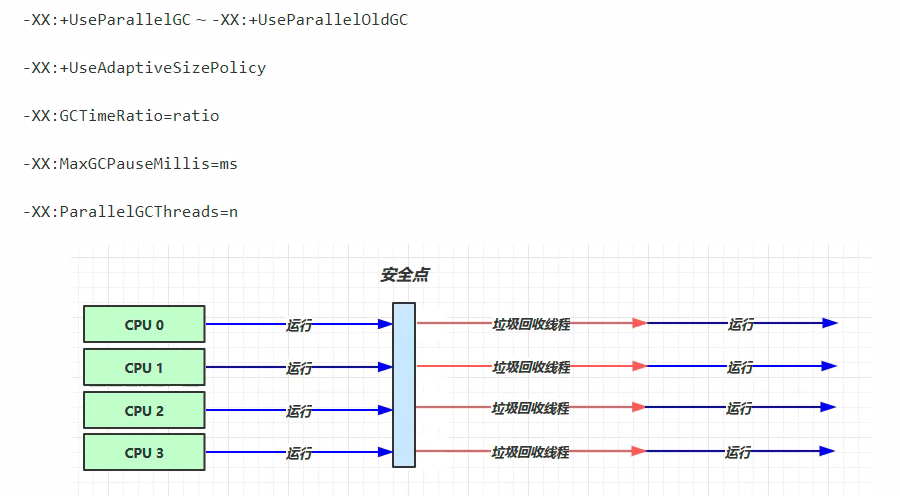 -XX:+UseParallelGC ~ -XX:+UseParallelOldGC
-XX:+UseAdaptiveSizePolicy
-XX:GCTimeRatio=ratio
-XX:MaxGCPauseMillis=ms
-XX:ParallelGCThreads=n
安全点
CPU 0 运行 垃圾回收线程 运行
CPU 1 运行 垃圾回收线程 运行
CPU 2 运行 垃圾回收线程 运行
CPU 3 运行 垃圾回收线程 运行